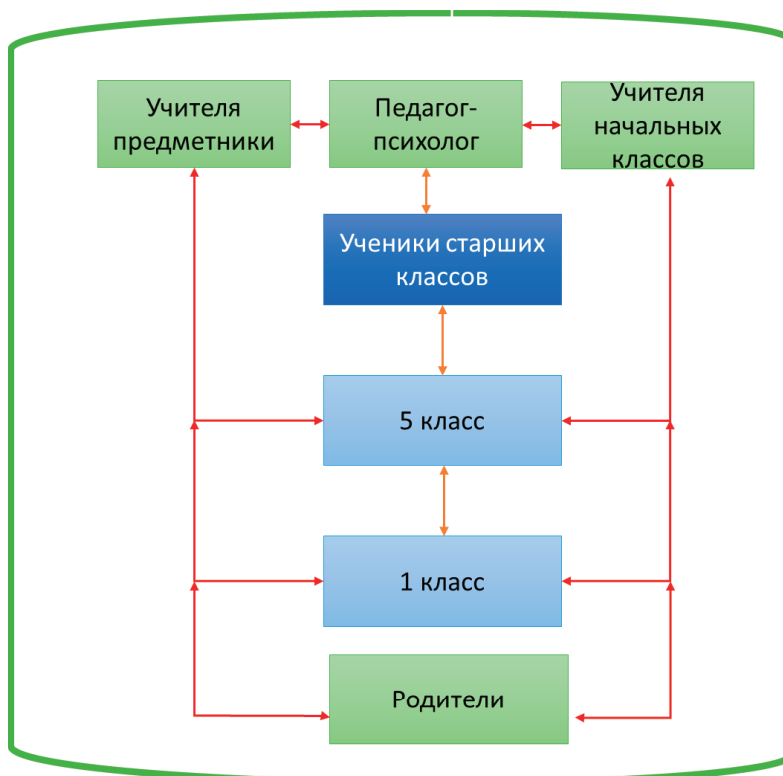 Учителя
предметники
Педагог-
психолог
Учителя
начальных
классов
Ученики старших
классов
5 класс
1 класс
Родители